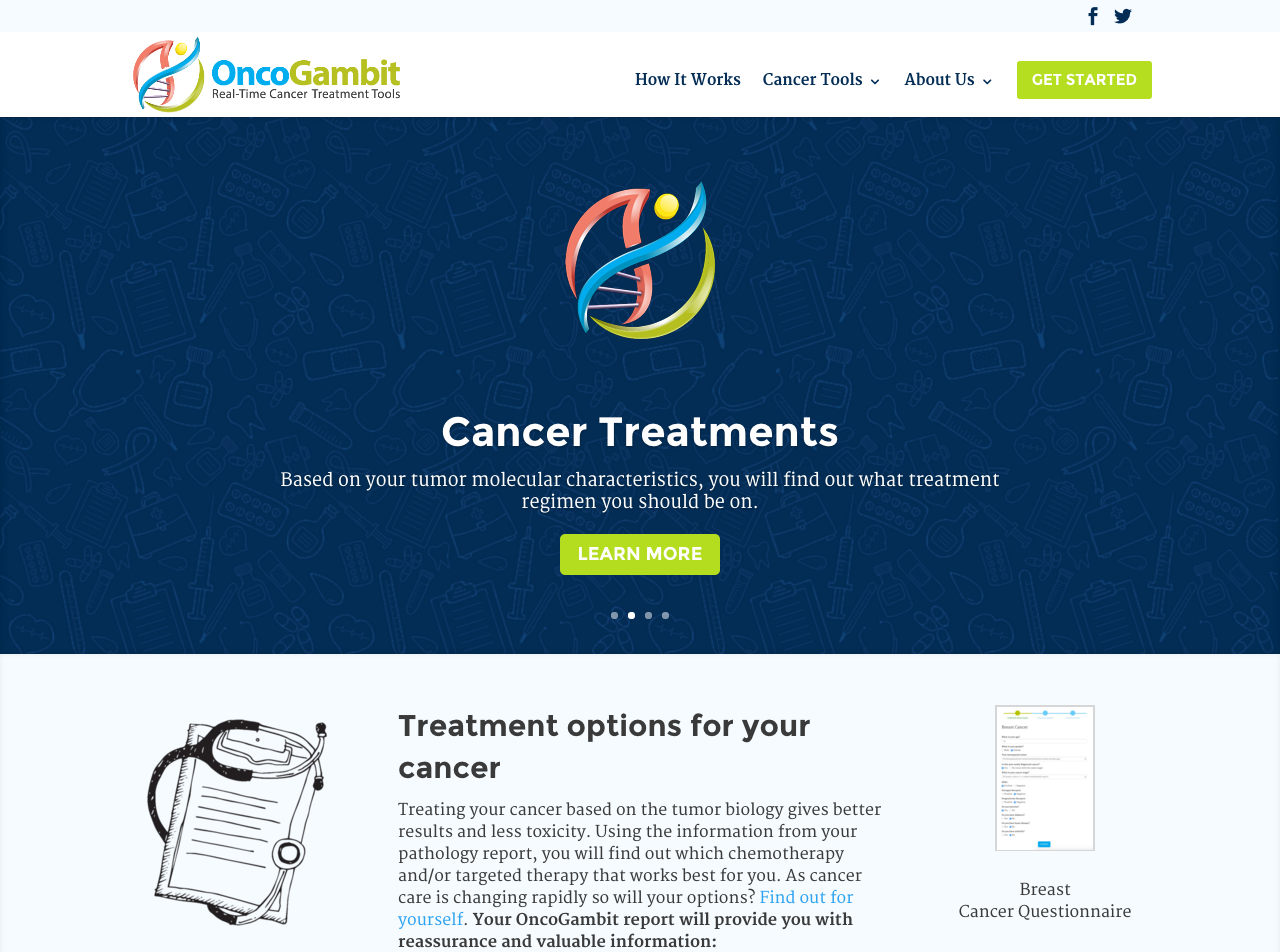 OncoGambit
Real-Time Cancer Treatment Tools
How It Works
Cancer Tools
About Us
GET STARTED
Cancer Treatments
Based on your tumor molecular characteristics, you will find out what treatment
regimen you should be on.
LEARN MORE
Treatment options for your
cancer
Treating your cancer based on the tumor biology gives better
results and less toxicity. Using the information from your
pathology report, you will find out which chemotherapy
and/or targeted therapy that works best for you. As cancer
care is changing rapidly so will your options? Find out for
yourself. Your OncoGambit report will provide you with
reassurance and valuable information:
Breast Cancer
Breast
Cancer Questionnaire